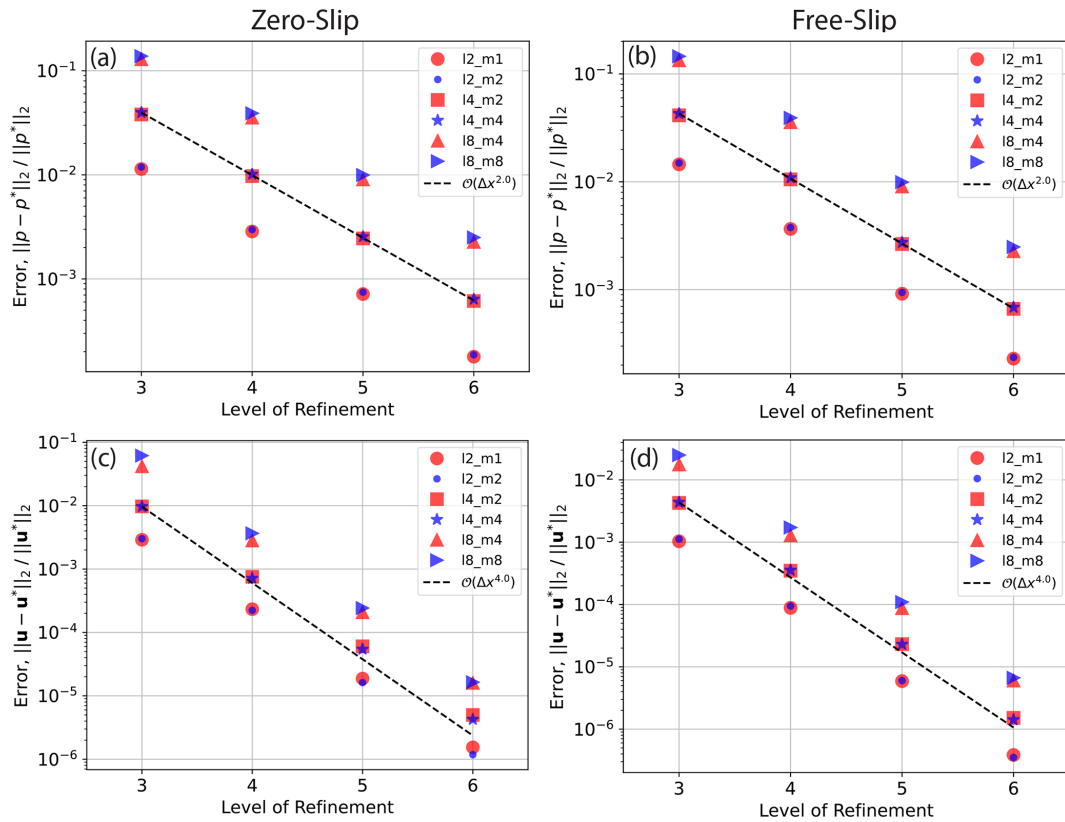 Zero-Slip
Free-Slip
(a)
l2_m1
l2_m2
l4_m2
l4_m4
l8_m4
l8_m8
𝒪(Δx^2.0)
10⁻¹
10⁻²
10⁻³
Error, ||p − p*||₂ / ||p*||₂
3 4 5 6
Level of Refinement
(b)
l2_m1
l2_m2
l4_m2
l4_m4
l8_m4
l8_m8
𝒪(Δx^2.0)
10⁻¹
10⁻²
10⁻³
Error, ||p − p*||₂ / ||p*||₂
3 4 5 6
Level of Refinement
(c)
l2_m1
l2_m2
l4_m2
l4_m4
l8_m4
l8_m8
𝒪(Δx^4.0)
10⁻¹
10⁻²
10⁻³
10⁻⁴
10⁻⁵
10⁻⁶
Error, ||u − u*||₂ / ||u*||₂
3 4 5 6
Level of Refinement
(d)
l2_m1
l2_m2
l4_m2
l4_m4
l8_m4
l8_m8
𝒪(Δx^4.0)
10⁻²
10⁻³
10⁻⁴
10⁻⁵
10⁻⁶
Error, ||u − u*||₂ / ||u*||₂
3 4 5 6
Level of Refinement